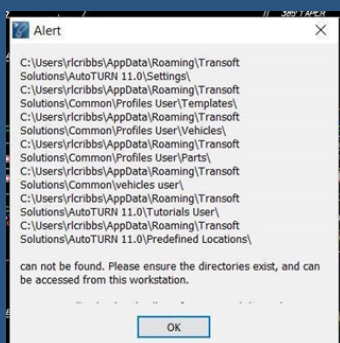 385' TAPER
Alert
C:\Users\rlcribbs\AppData\Roaming\Transoft
Solutions\AutoTURN 11.0\Settings\
C:\Users\rlcribbs\AppData\Roaming\Transoft
Solutions\Common\Profiles User\Templates\
C:\Users\rlcribbs\AppData\Roaming\Transoft
Solutions\Common\Profiles User\Vehicles\
C:\Users\rlcribbs\AppData\Roaming\Transoft
Solutions\Common\Profiles User\Parts\
C:\Users\rlcribbs\AppData\Roaming\Transoft
Solutions\Common\vehicles user\
C:\Users\rlcribbs\AppData\Roaming\Transoft
Solutions\AutoTURN 11.0\Tutorials User\
C:\Users\rlcribbs\AppData\Roaming\Transoft
Solutions\AutoTURN 11.0\Predefined Locations\
can not be found. Please ensure the directories exist, and can
be accessed from this workstation.
OK